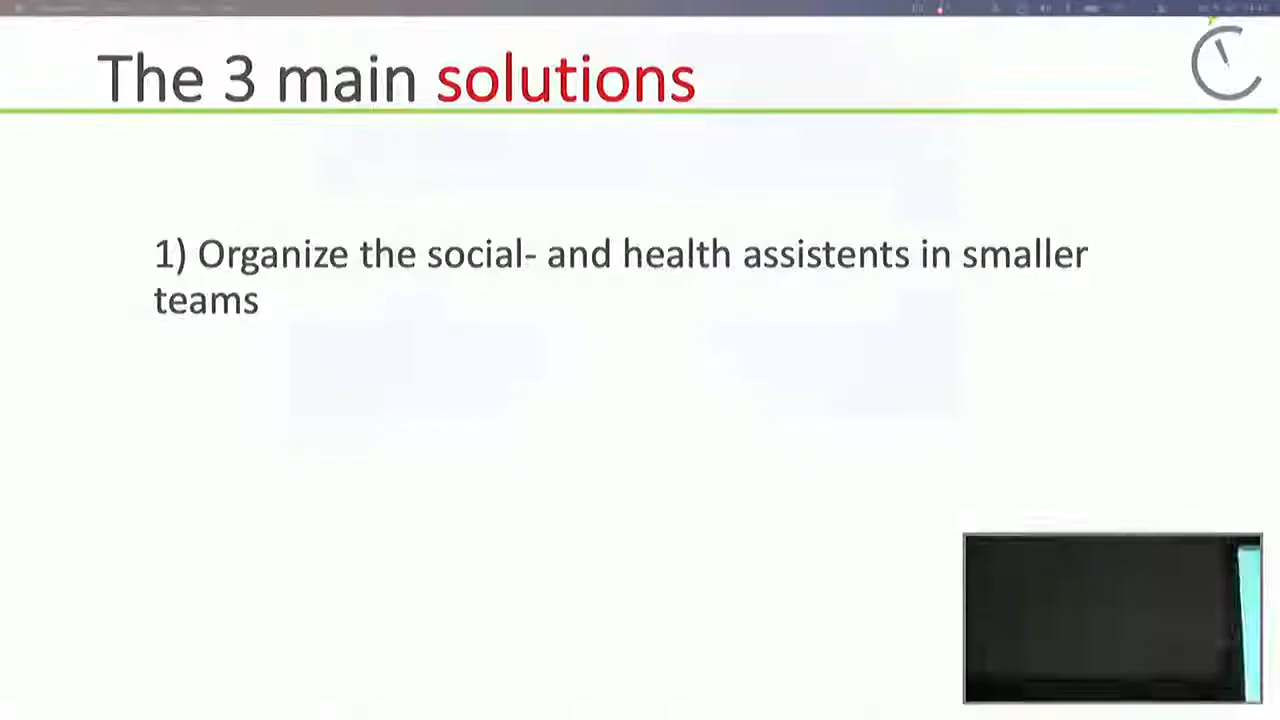 The 3 main solutions
1) Organize the social- and health assistents in smaller
teams